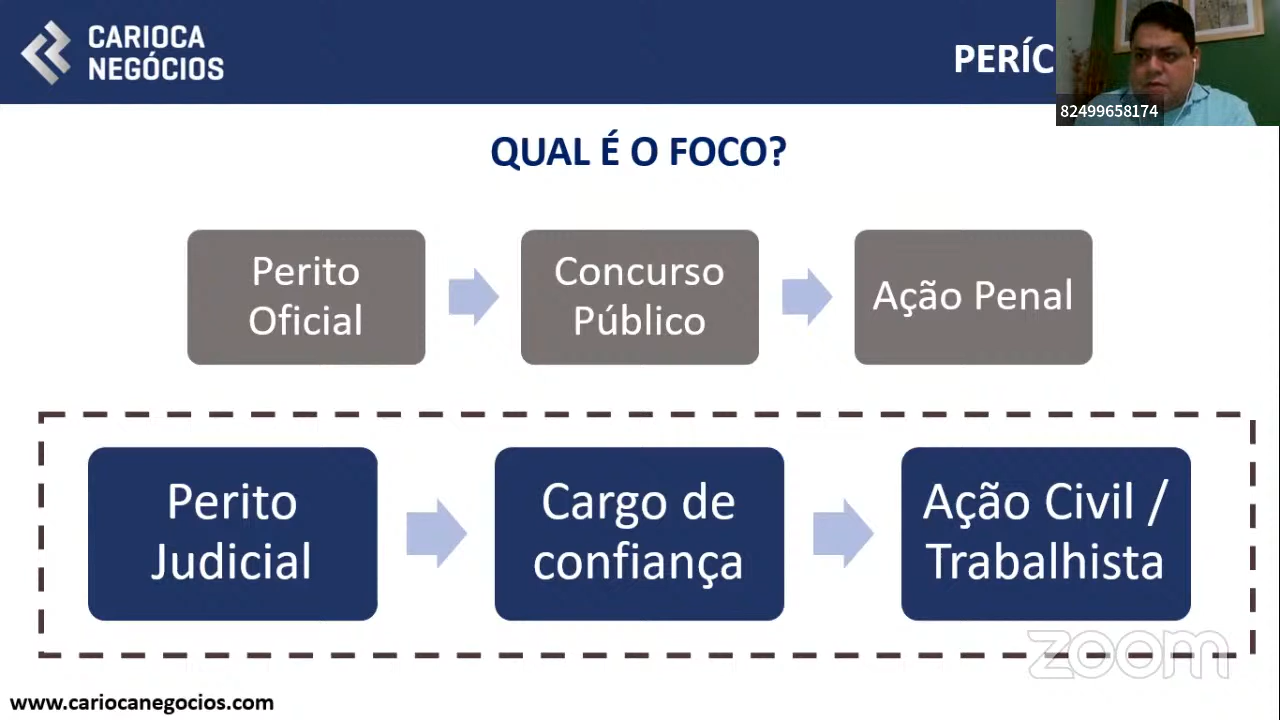 CARIOCA
NEGÓCIOS
PERÍC
82499658174
QUAL É O FOCO?
Perito
Oficial
Concurso
Público
Ação Penal
Perito
Judicial
Cargo de
confiança
Ação Civil /
Trabalhista
zoom
www.cariocanegocios.com